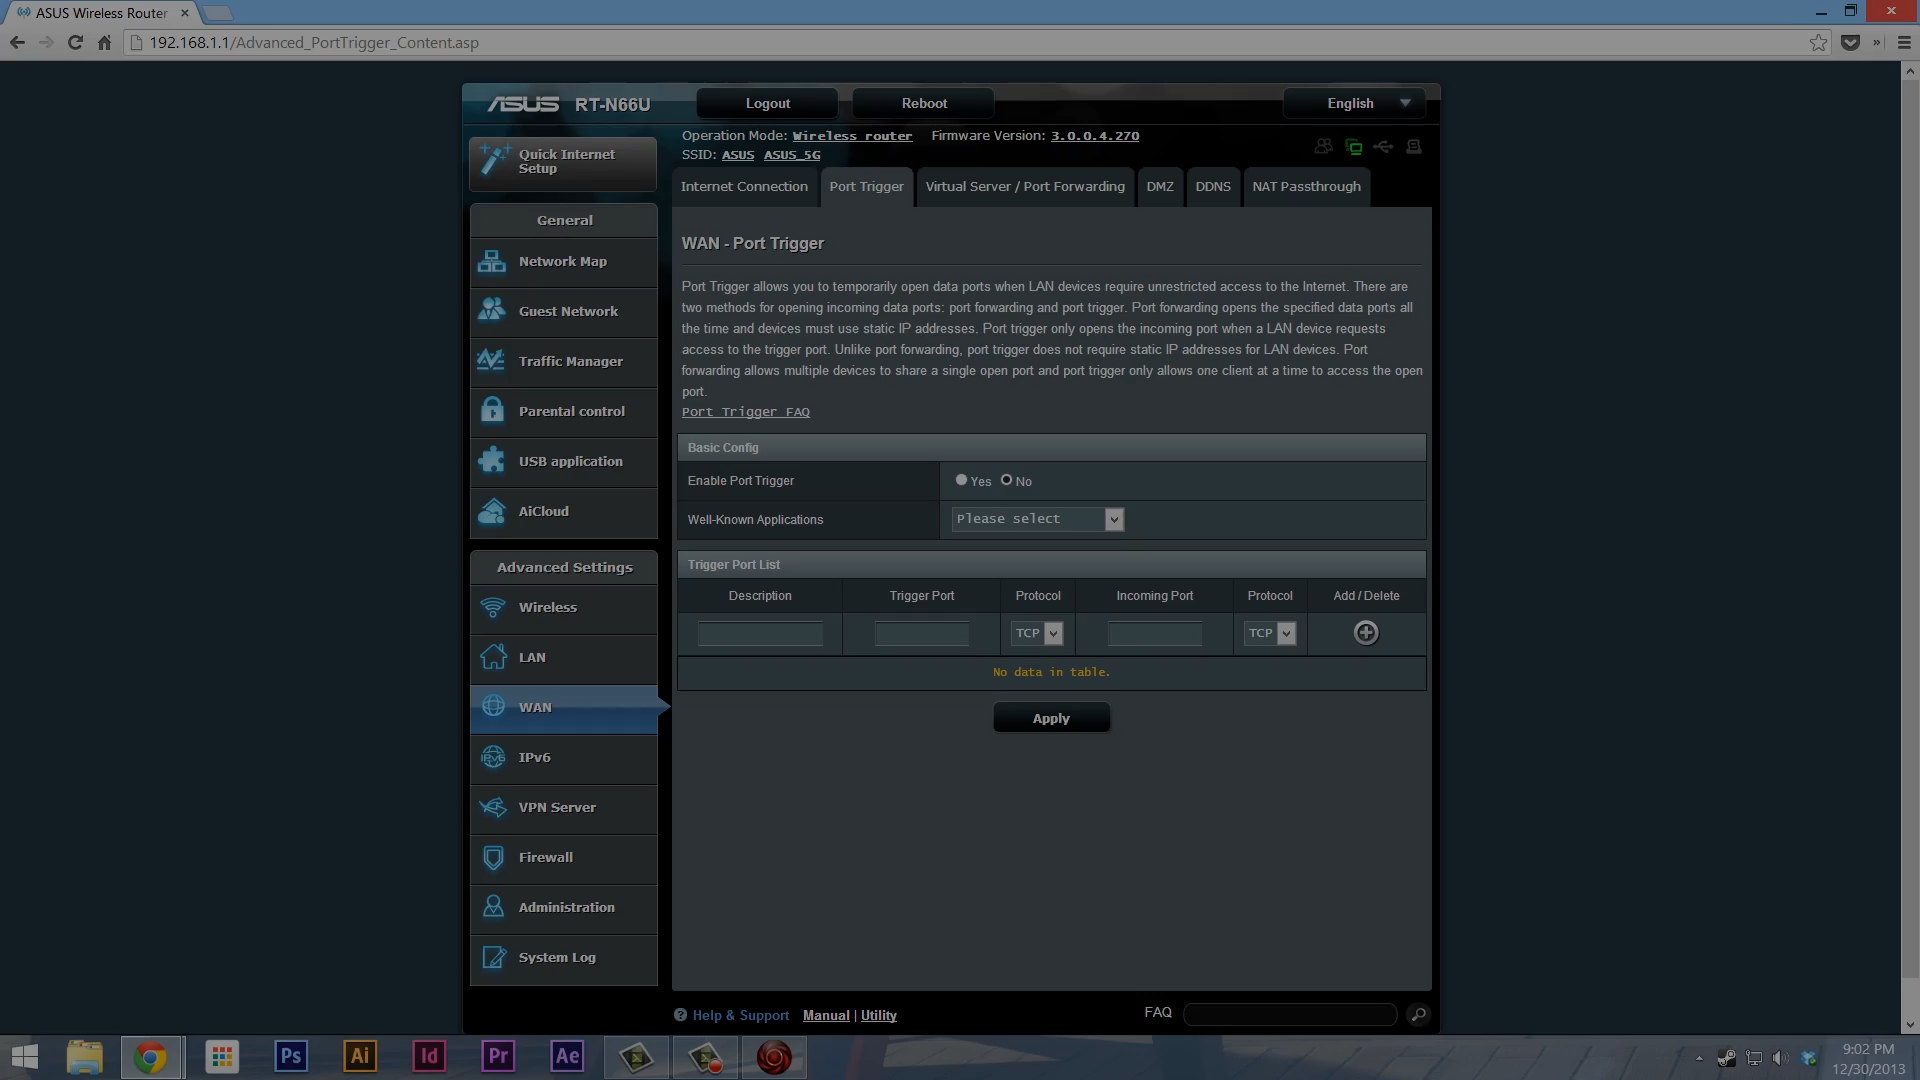 ASUS Wireless Router
192.168.1.1/Advanced_PortTrigger_Content.asp
ASUS RT-N66U
Logout
Reboot
English
Operation Mode: Wireless router Firmware Version: 3.0.0.4.270
SSID: ASUS ASUS_5G
Quick Internet
Setup
General
Network Map
Guest Network
Traffic Manager
Parental control
USB application
AiCloud
Advanced Settings
Wireless
LAN
WAN
IPv6
IPv6
VPN Server
Firewall
Administration
System Log
Internet Connection
Port Trigger
Virtual Server / Port Forwarding
DMZ
DDNS
NAT Passthrough
WAN - Port Trigger
Port Trigger allows you to temporarily open data ports when LAN devices require unrestricted access to the Internet. There are
two methods for opening incoming data ports: port forwarding and port trigger. Port forwarding opens the specified data ports all
the time and devices must use static IP addresses. Port trigger only opens the incoming port when a LAN device requests
access to the trigger port. Unlike port forwarding, port trigger does not require static IP addresses for LAN devices. Port
forwarding allows multiple devices to share a single open port and port trigger only allows one client at a time to access the open
port.
Port Trigger FAQ
Basic Config
Enable Port Trigger Yes No
Well-Known Applications Please select
Trigger Port List
Description Trigger Port Protocol Incoming Port Protocol Add / Delete
TCP TCP
No data in table.
Apply
Help & Support Manual | Utility FAQ
Ps Ai Id Pr Ae
9:02 PM
12/30/2013